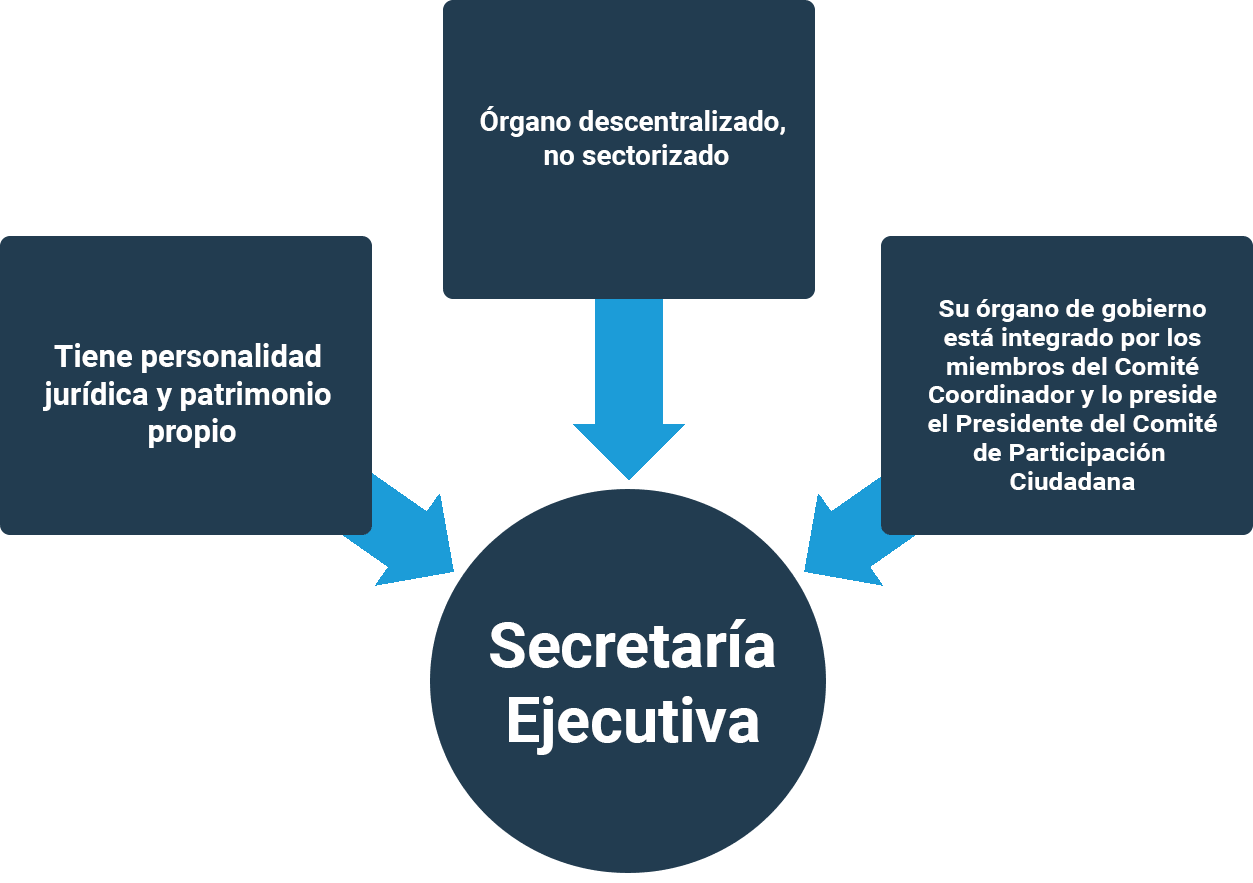 Órgano descentralizado,
no sectorizado
Tiene personalidad
jurídica y patrimonio
propio
Su órgano de gobierno
está integrado por los
miembros del Comité
Coordinador y lo preside
el Presidente del Comité
de Participación
Ciudadana
Secretaría
Ejecutiva